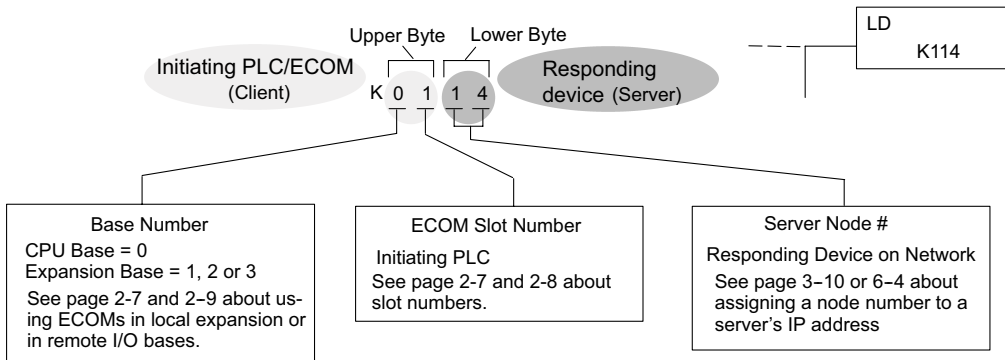 Upper Byte
Lower Byte
LD
K114
Initiating PLC/ECOM
(Client)
K 0 1 1 4
Responding
device (Server)
Base Number
CPU Base = 0
Expansion Base = 1, 2 or 3
See page 2-7 and 2–9 about us-
ing ECOMs in local expansion or
in remote I/O bases.
ECOM Slot Number
Initiating PLC
See page 2-7 and 2-8 about
slot numbers.
Server Node #
Responding Device on Network
See page 3–10 or 6–4 about
assigning a node number to a
server's IP address